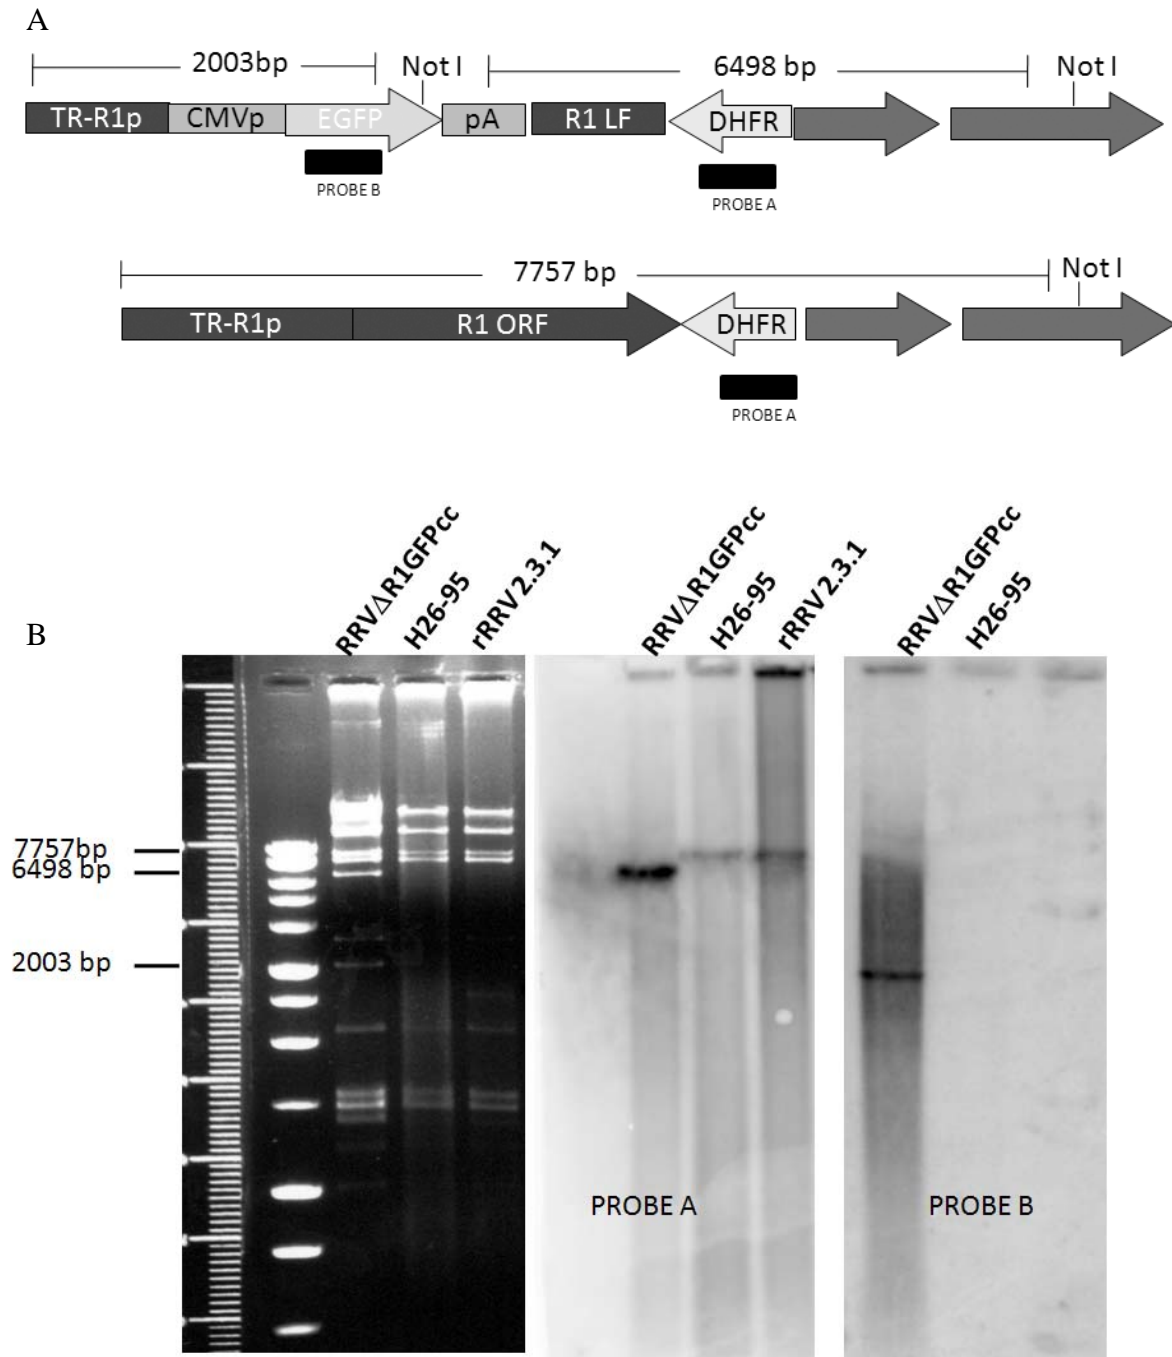 A
2003bp
Not I
6498 bp
Not I
TR-R1p
CMVp
EGFP
pA
R1 LF
DHFR
PROBE B
PROBE A
7757 bp
Not I
TR-R1p
R1 ORF
DHFR
PROBE A
B
RRVΔR1GFPcc
H26-95
rRRV 2.3.1
RRVΔR1GFPcc
H26-95
rRRV 2.3.1
RRVΔR1GFPcc
H26-95
7757bp
6498 bp
2003 bp
PROBE A
PROBE B